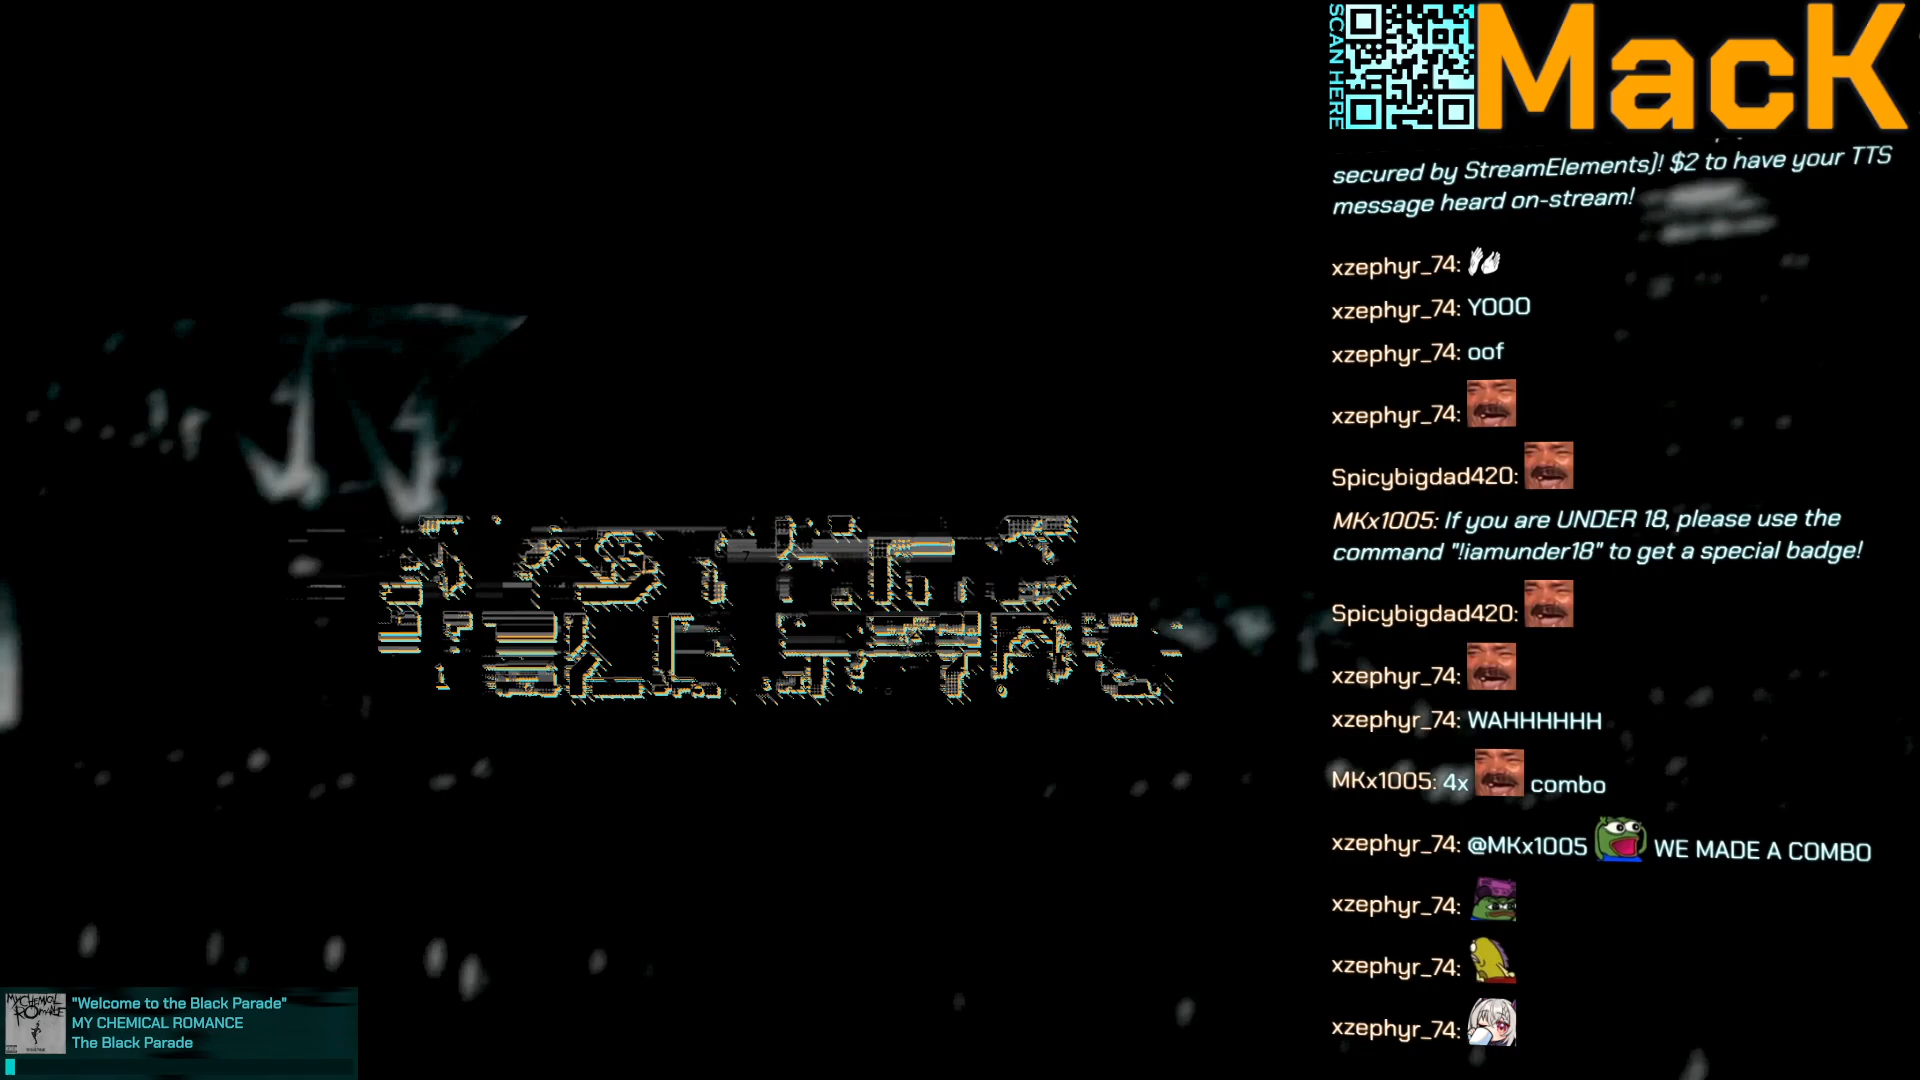 SCAN HERE
MacK
secured by StreamElements)! $2 to have your TTS
message heard on-stream!
xzephyr_74:
xzephyr_74: YOOO
xzephyr_74: oof
xzephyr_74:
Spicybigdad420:
MKx1005: If you are UNDER 18, please use the
command "!iamunder18" to get a special badge!
Spicybigdad420:
xzephyr_74:
xzephyr_74: WAHHHHHH
MKx1005: 4x combo
xzephyr_74: @MKx1005 WE MADE A COMBO
xzephyr_74:
xzephyr_74:
xzephyr_74:
MY CHEMICAL
ROMANCE
"Welcome to the Black Parade"
MY CHEMICAL ROMANCE
The Black Parade